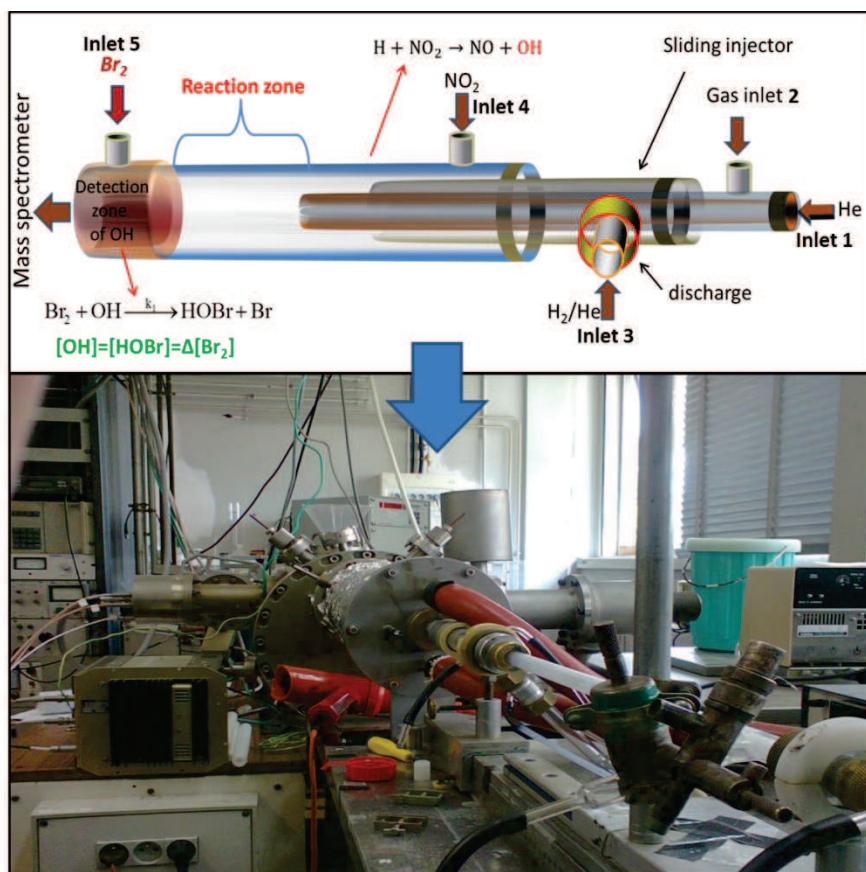 Inlet 5
Br₂
H + NO₂ → NO + OH
Sliding injector
Reaction zone
NO₂
Inlet 4
Gas inlet 2
Mass spectrometer
Detection
zone
of OH
He
Inlet 1
Br₂ + OH —k₁→ HOBr + Br
[OH]=[HOBr]=Δ[Br₂]
H₂/He
Inlet 3
discharge